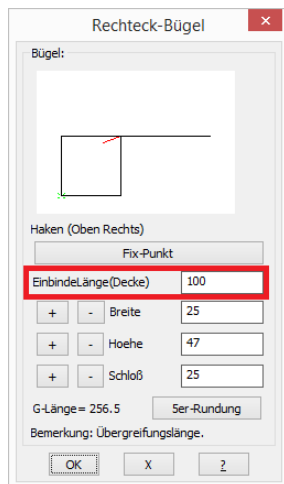 Rechteck-Bügel
Bügel:
Haken (Oben Rechts)
Fix-Punkt
EinbindeLänge(Decke) 100
+ - Breite 25
+ - Hoehe 47
+ - Schloß 25
G-Länge= 256.5 5er-Rundung
Bemerkung: Übergreifungslänge.
OK X ?